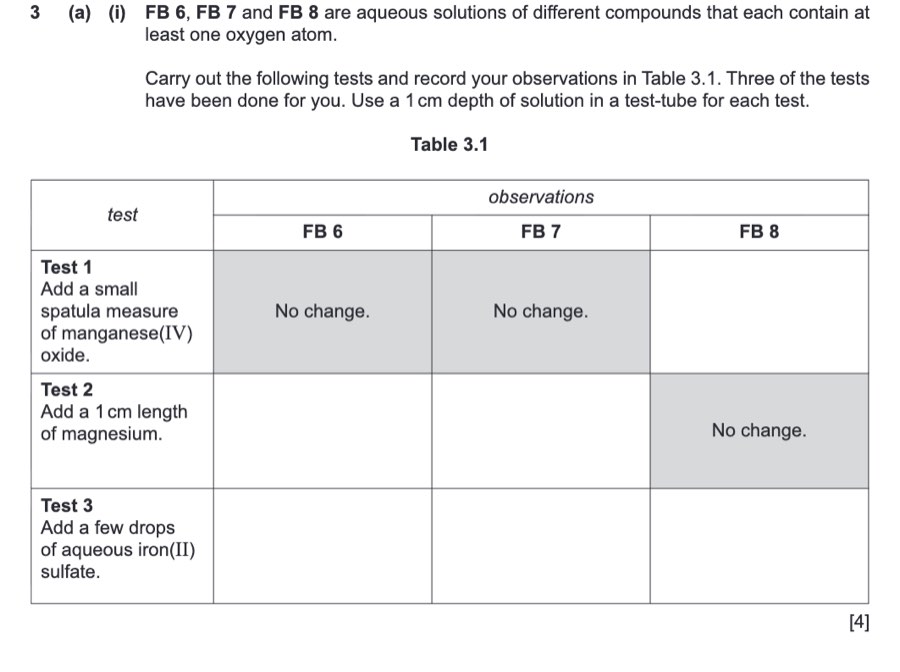 3 (a) (i) FB 6, FB 7 and FB 8 are aqueous solutions of different compounds that each contain at
least one oxygen atom.
Carry out the following tests and record your observations in Table 3.1. Three of the tests
have been done for you. Use a 1 cm depth of solution in a test-tube for each test.
Table 3.1
test
observations
FB 6 FB 7 FB 8
Test 1
Add a small
spatula measure
of manganese(IV)
oxide.
No change. No change.
Test 2
Add a 1 cm length
of magnesium.
No change.
Test 3
Add a few drops
of aqueous iron(II)
sulfate.
[4]